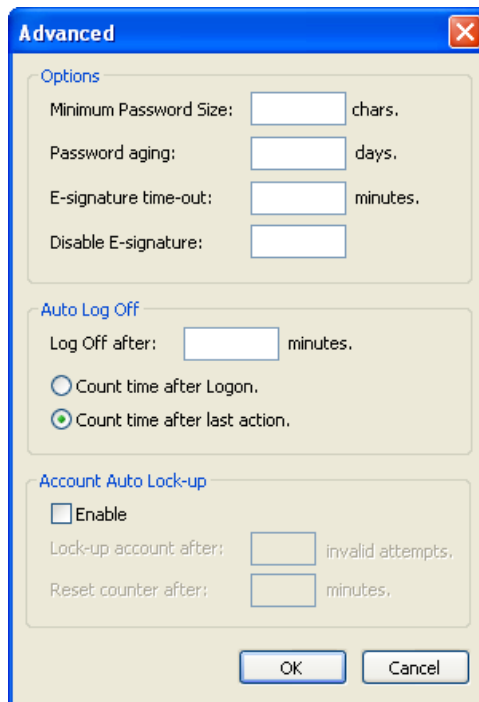 Advanced
Options
Minimum Password Size: chars.
Password aging: days.
E-signature time-out: minutes.
Disable E-signature:
Auto Log Off
Log Off after: minutes.
Count time after Logon.
Count time after last action.
Account Auto Lock-up
Enable
Lock-up account after: invalid attempts.
Reset counter after: minutes.
OK Cancel